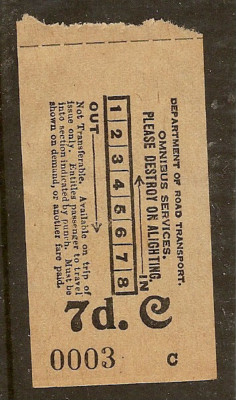 DEPARTMENT OF ROAD TRANSPORT.
OMNIBUS SERVICES.
PLEASE DESTROY OR ALIGHTING.
IN
1 2 3 4 5 6 7 8
OUT
Not Transferable. Available on trip of
issue only. Entitles passenger to travel
into section indicated by punch. Must be
shown on demand, or another fare paid.
7d. C
0003 C